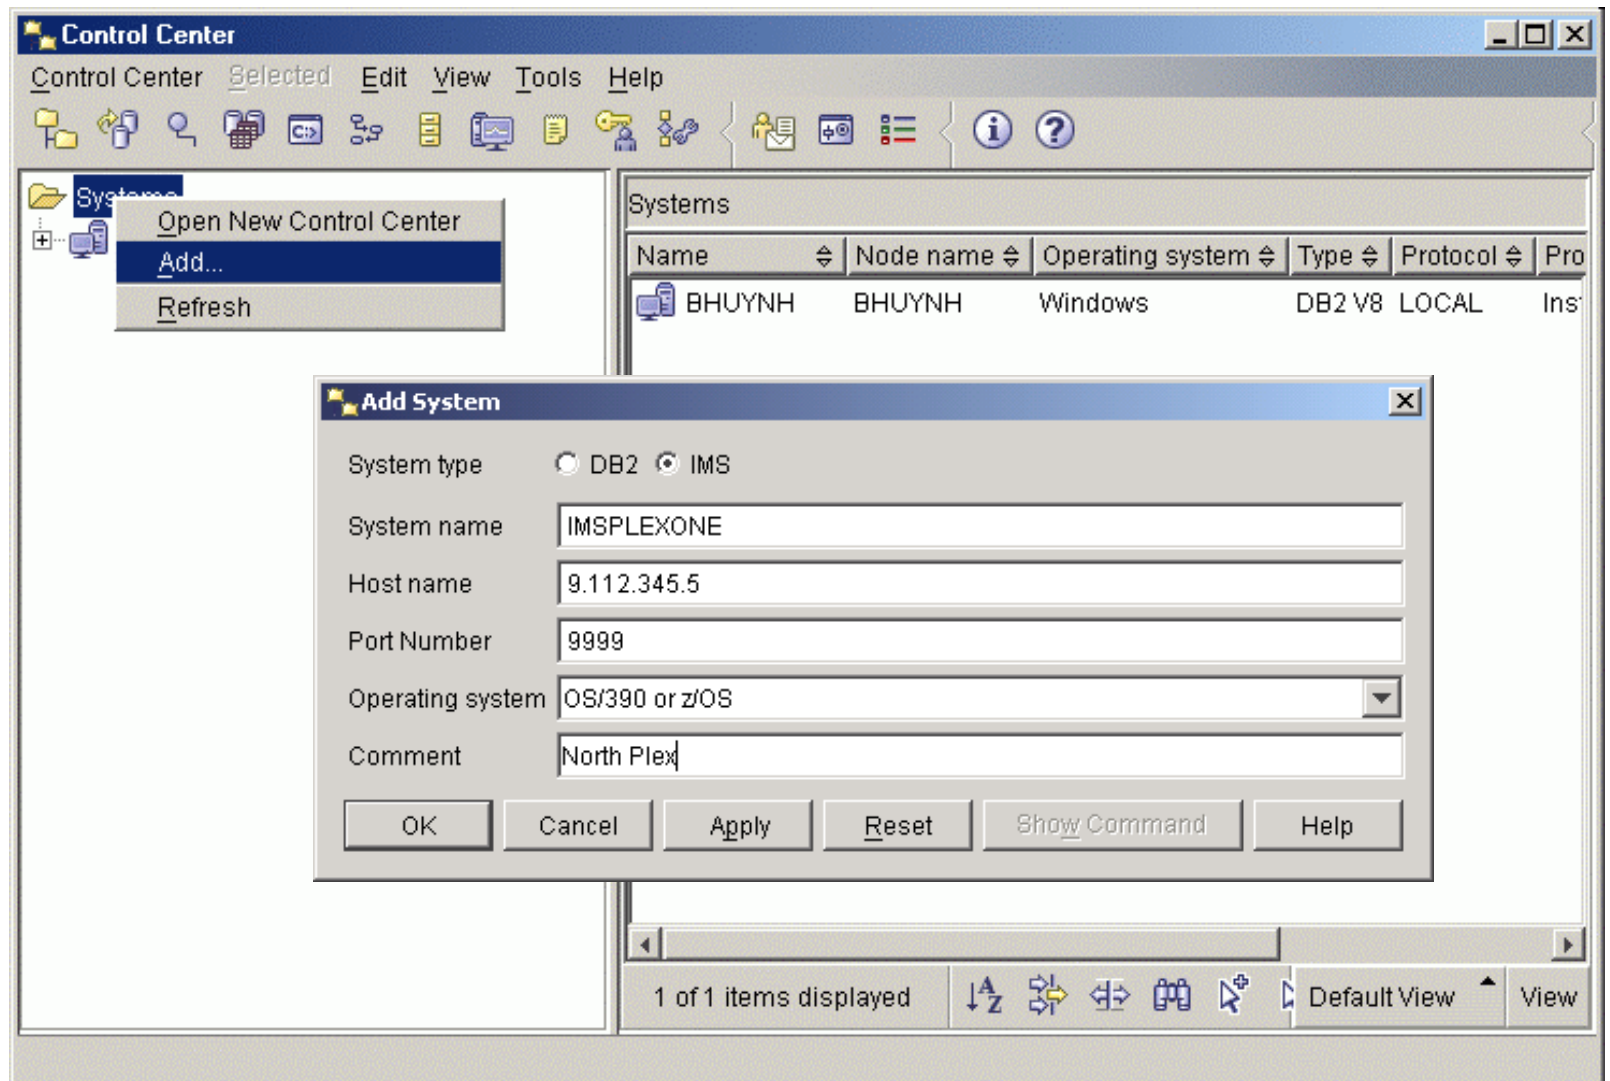 Control Center
Control Center Selected Edit View Tools Help
Systems
Open New Control Center
Add...
Refresh
Systems
Name Node name Operating system Type Protocol Pro
BHUYNH BHUYNH Windows DB2 V8 LOCAL Ins
Add System
System type DB2 IMS
System name IMSPLEXONE
Host name 9.112.345.5
Port Number 9999
Operating system OS/390 or z/OS
Comment North Plex
OK Cancel Apply Reset Show Command Help
1 of 1 items displayed Default View View